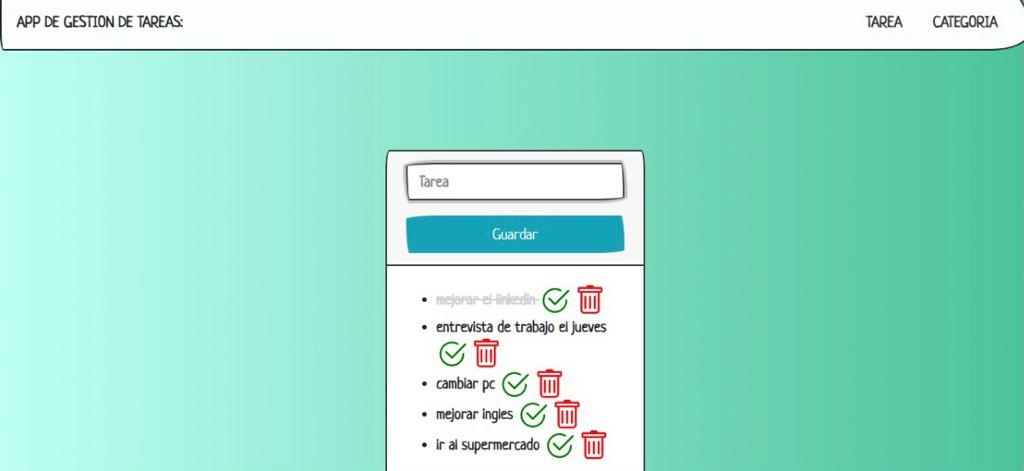 APP DE GESTION DE TAREAS:
TAREA
CATEGORIA
Tarea
Guardar
mejorar el linkedin
entrevista de trabajo el jueves
cambiar pc
mejorar ingles
ir al supermercado